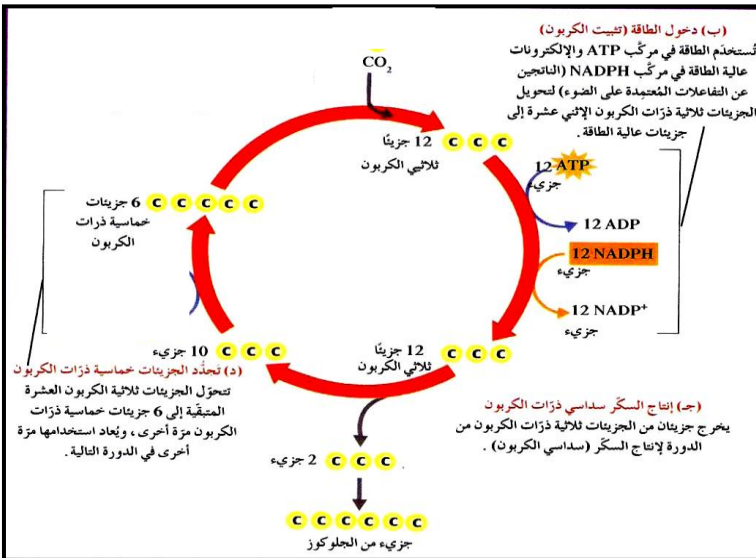 (ب) دخول الطاقة (تثبيت الكربون)
تُستخدَم الطاقة في مركَّب ATP والإلكترونات
عالية الطاقة في مركَّب NADPH (الناتجين
عن التفاعلات المُعتمِدة على الضوء) لتحويل
الجزيئات ثلاثية ذرّات الكربون الإثني عشرة إلى
جزيئات عالية الطاقة .
CO2
12 جزيئًا C C C
ثلاثيي الكربون
12 ATP
جزيء
12 ADP
12 NADPH
جزيء
12 NADP+
جزيء
6 جزيئات C C C C C
خماسية ذرات
الكربون
12 جزيئًا C C C
ثلاثي الكربون
10 جزيء C C C
(د) تجدُّد الجزيئات خماسية ذرّات الكربون
تتحوّل الجزيئات ثلاثية الكربون العشرة
المتبقّية إلى 6 جزيئات خماسية ذرّات
الكربون مرّة أخرى ، ويُعاد استخدامها مرّة
أخرى في الدورة التالية .
(جـ) إنتاج السكّر سداسي ذرّات الكربون
يخرج جزيئان من الجزيئات ثلاثية ذرّات الكربون من
الدورة لإنتاج السكّر (سداسي الكربون) .
2 جزيء C C C
C C C C C C
جزيء من الجلوكوز